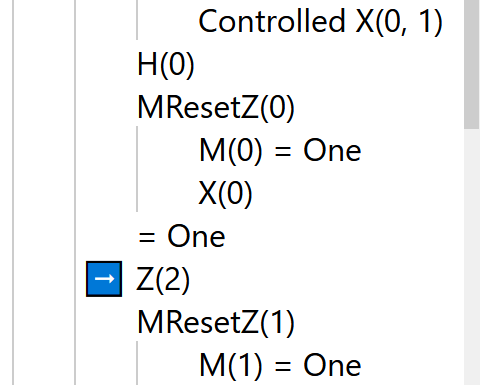 Controlled X(0, 1)
H(0)
MResetZ(0)
M(0) = One
X(0)
= One
→ Z(2)
MResetZ(1)
M(1) = One